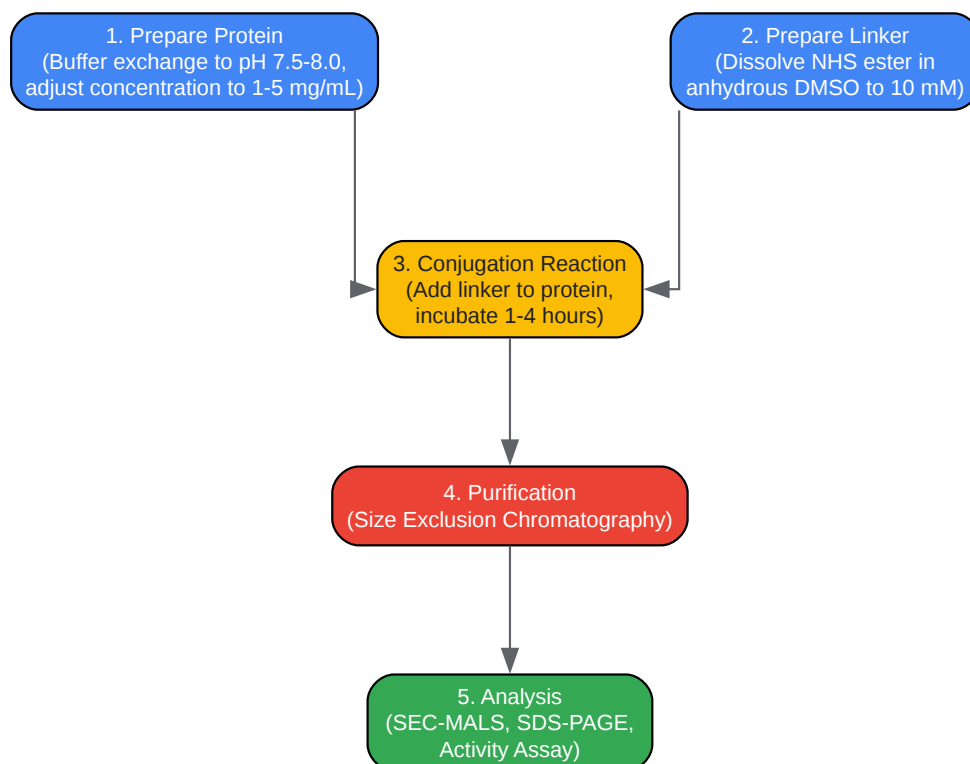 1. Prepare Protein
(Buffer exchange to pH 7.5-8.0,
adjust concentration to 1-5 mg/mL)
2. Prepare Linker
(Dissolve NHS ester in
anhydrous DMSO to 10 mM)
3. Conjugation Reaction
(Add linker to protein,
incubate 1-4 hours)
4. Purification
(Size Exclusion Chromatography)
5. Analysis
(SEC-MALS, SDS-PAGE,
Activity Assay)